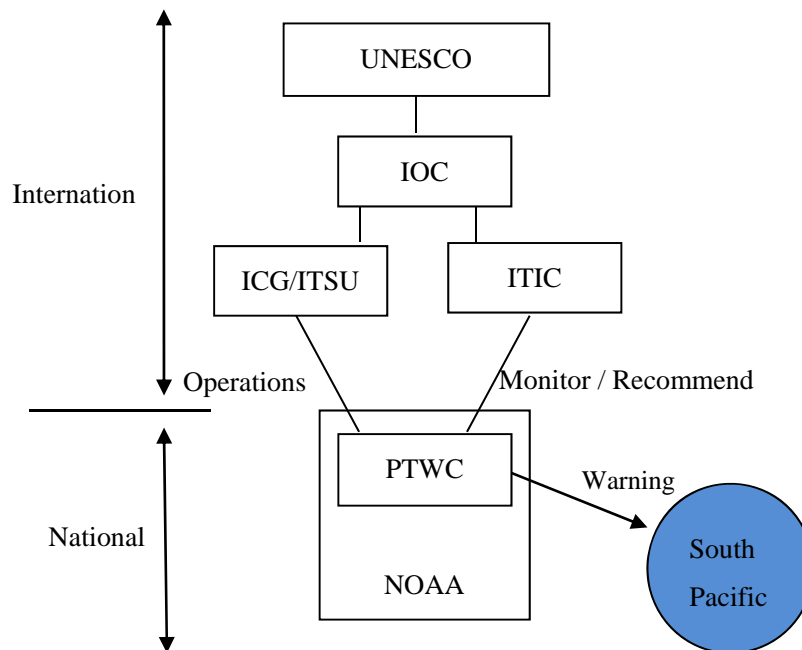 UNESCO
IOC
Internation
ICG/ITSU
ITIC
Operations
Monitor / Recommend
PTWC
Warning
National
NOAA
South
Pacific